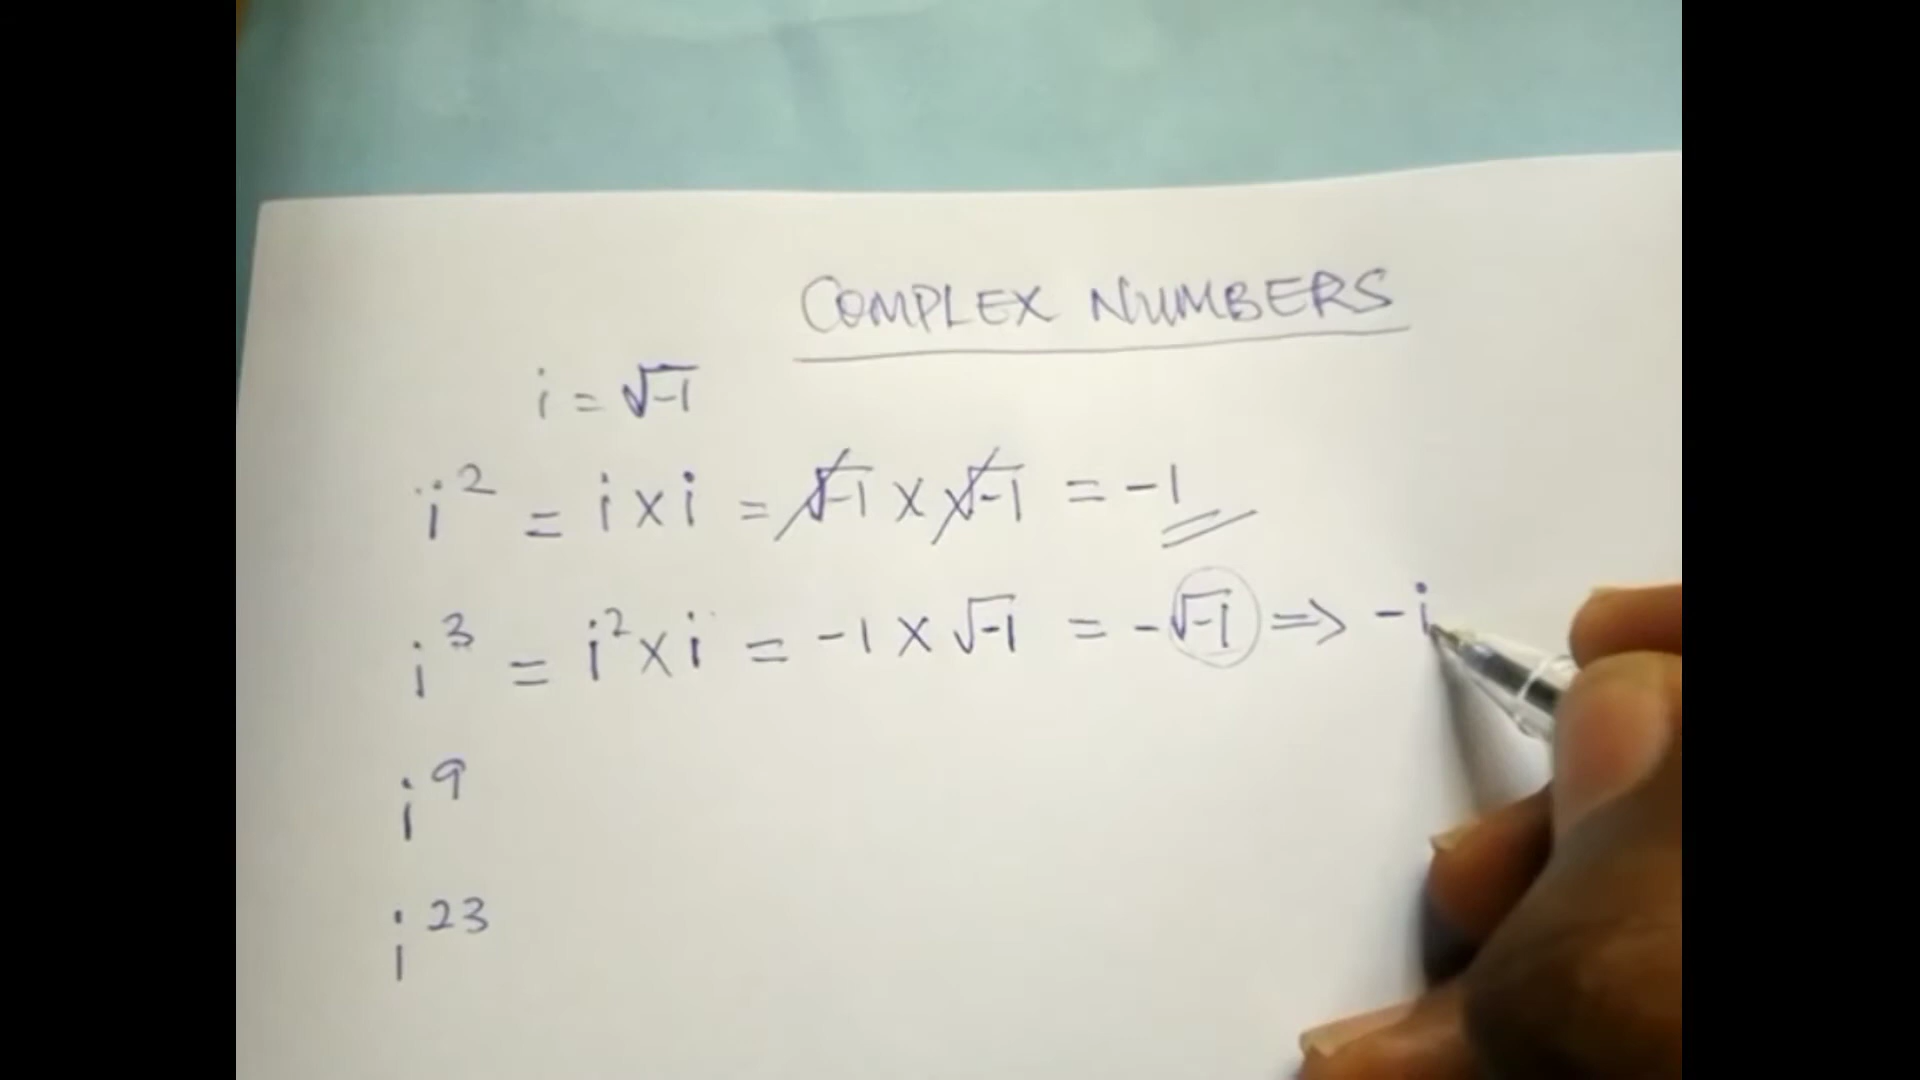 COMPLEX NUMBERS
i = √-1
i² = i x i = √-1 x √-1 = -1
i³ = i² x i = -1 x √-1 = -√-1 => -i
i⁹
i²³